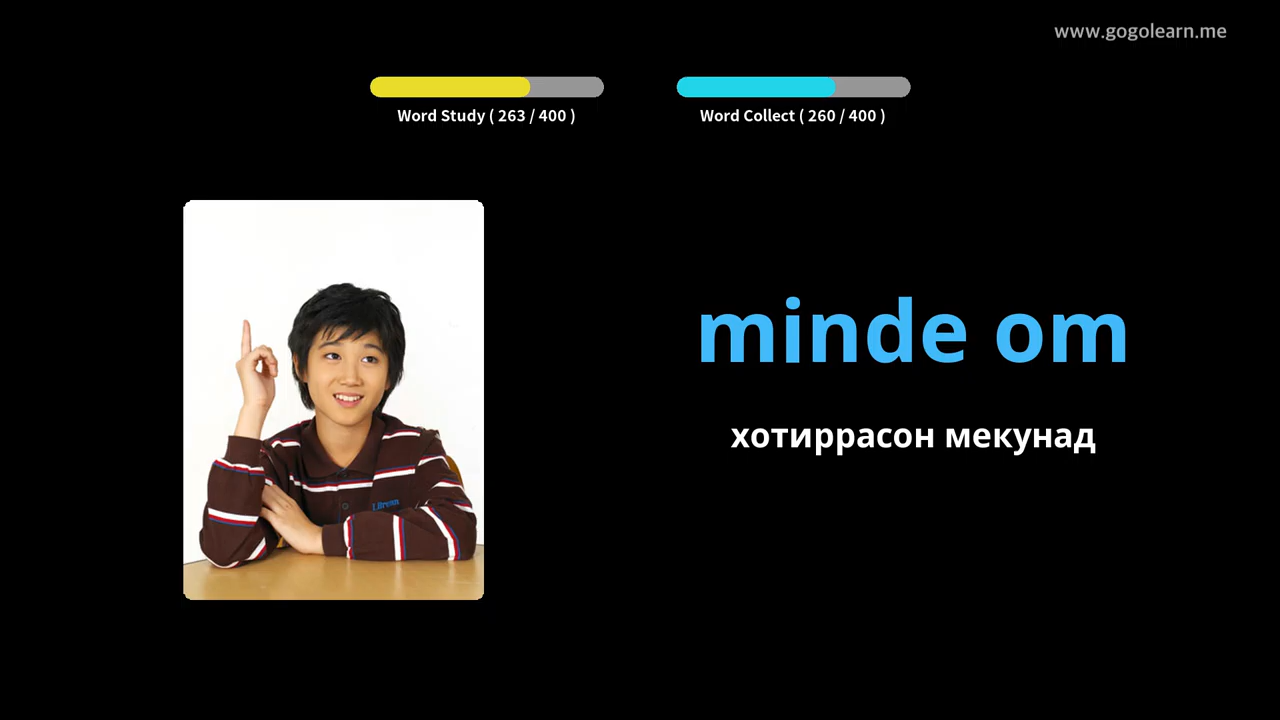 www.gogolearn.me
Word Study ( 263 / 400 )
Word Collect ( 260 / 400 )
minde om
хотиррасон мекунад